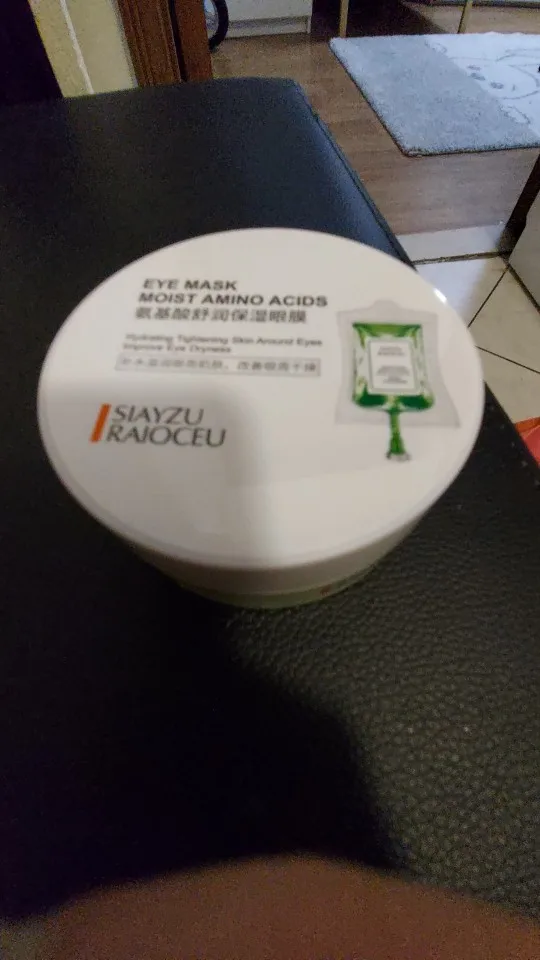 EYE MASK
MOIST AMINO ACIDS
氨基酸舒润保湿眼膜
Hydrating Tightening Skin Around Eyes
Improve Eye Dryness
SIAYZU
RAIOCEU